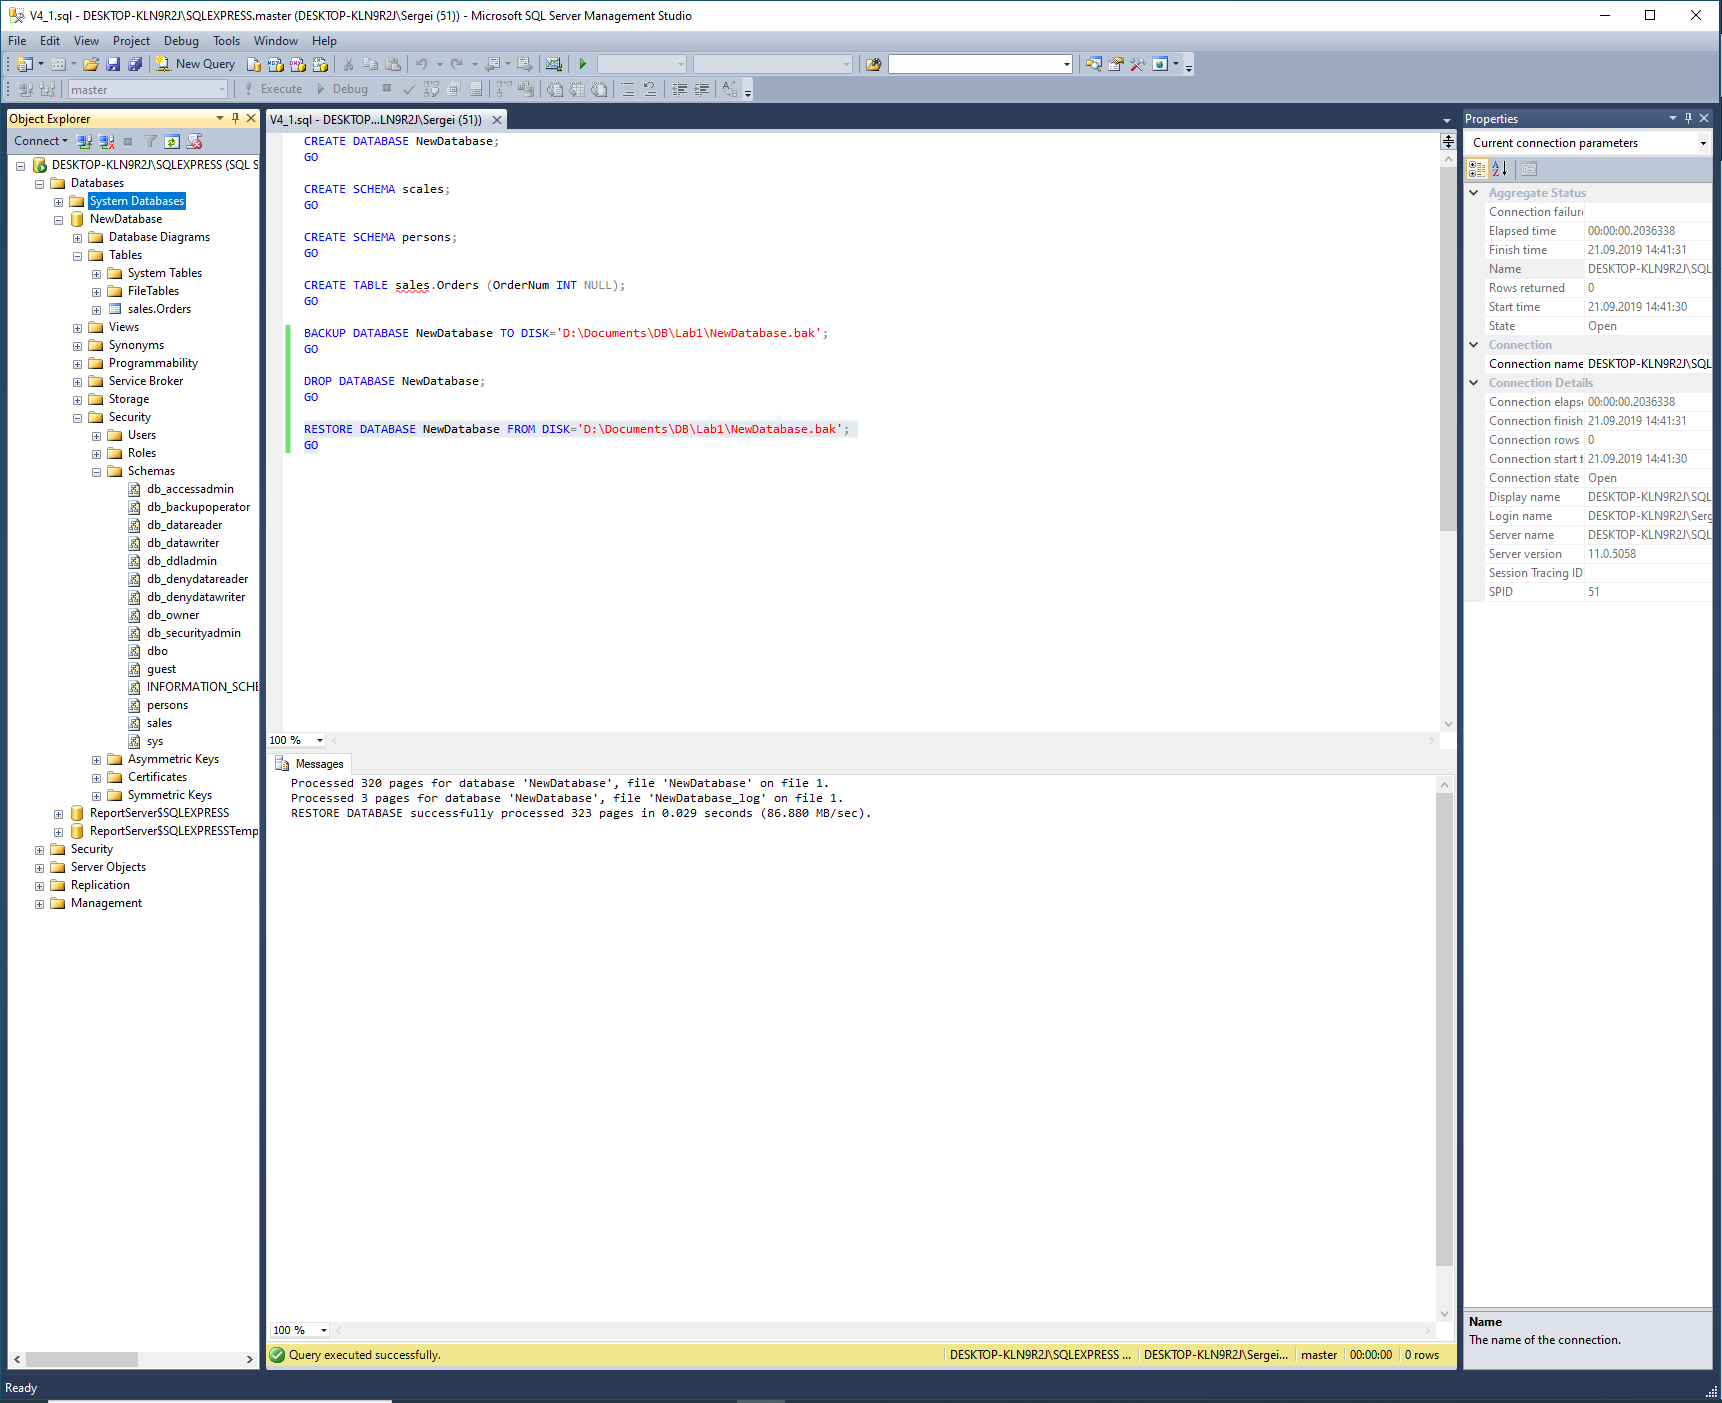 V4_1.sql - DESKTOP-KLN9R2J\SQLEXPRESS.master (DESKTOP-KLN9R2J\Sergei (51)) - Microsoft SQL Server Management Studio
File Edit View Project Debug Tools Window Help
New Query
master Execute Debug
Object Explorer
Connect
DESKTOP-KLN9R2J\SQLEXPRESS (SQL S
Databases
System Databases
NewDatabase
Database Diagrams
Tables
System Tables
FileTables
sales.Orders
Views
Synonyms
Programmability
Service Broker
Storage
Security
Users
Roles
Schemas
db_accessadmin
db_backupoperator
db_datareader
db_datawriter
db_ddladmin
db_denydatareader
db_denydatawriter
db_owner
db_securityadmin
dbo
guest
INFORMATION_SCHE
persons
sales
sys
Asymmetric Keys
Certificates
Symmetric Keys
ReportServer$SQLEXPRESS
ReportServer$SQLEXPRESSTemp
Security
Server Objects
Replication
Management
V4_1.sql - DESKTOP...LN9R2J\Sergei (51))
CREATE DATABASE NewDatabase;
GO
CREATE SCHEMA scales;
GO
CREATE SCHEMA persons;
GO
CREATE TABLE sales.Orders (OrderNum INT NULL);
GO
BACKUP DATABASE NewDatabase TO DISK='D:\Documents\DB\Lab1\NewDatabase.bak';
GO
DROP DATABASE NewDatabase;
GO
RESTORE DATABASE NewDatabase FROM DISK='D:\Documents\DB\Lab1\NewDatabase.bak';
GO
100 %
Messages
Processed 320 pages for database 'NewDatabase', file 'NewDatabase' on file 1.
Processed 3 pages for database 'NewDatabase', file 'NewDatabase_log' on file 1.
RESTORE DATABASE successfully processed 323 pages in 0.029 seconds (86.880 MB/sec).
100 %
Query executed successfully. DESKTOP-KLN9R2J\SQLEXPRESS ... DESKTOP-KLN9R2J\Sergei... master 00:00:00 0 rows
Properties
Current connection parameters
Aggregate Status
Connection failure
Elapsed time 00:00:00.2036338
Finish time 21.09.2019 14:41:31
Name DESKTOP-KLN9R2J\SQL
Rows returned 0
Start time 21.09.2019 14:41:30
State Open
Connection
Connection name DESKTOP-KLN9R2J\SQL
Connection Details
Connection elapse 00:00:00.2036338
Connection finish 21.09.2019 14:41:31
Connection rows 0
Connection start t 21.09.2019 14:41:30
Connection state Open
Display name DESKTOP-KLN9R2J\SQL
Login name DESKTOP-KLN9R2J\Serg
Server name DESKTOP-KLN9R2J\SQL
Server version 11.0.5058
Session Tracing ID
SPID 51
Name
The name of the connection.
Ready